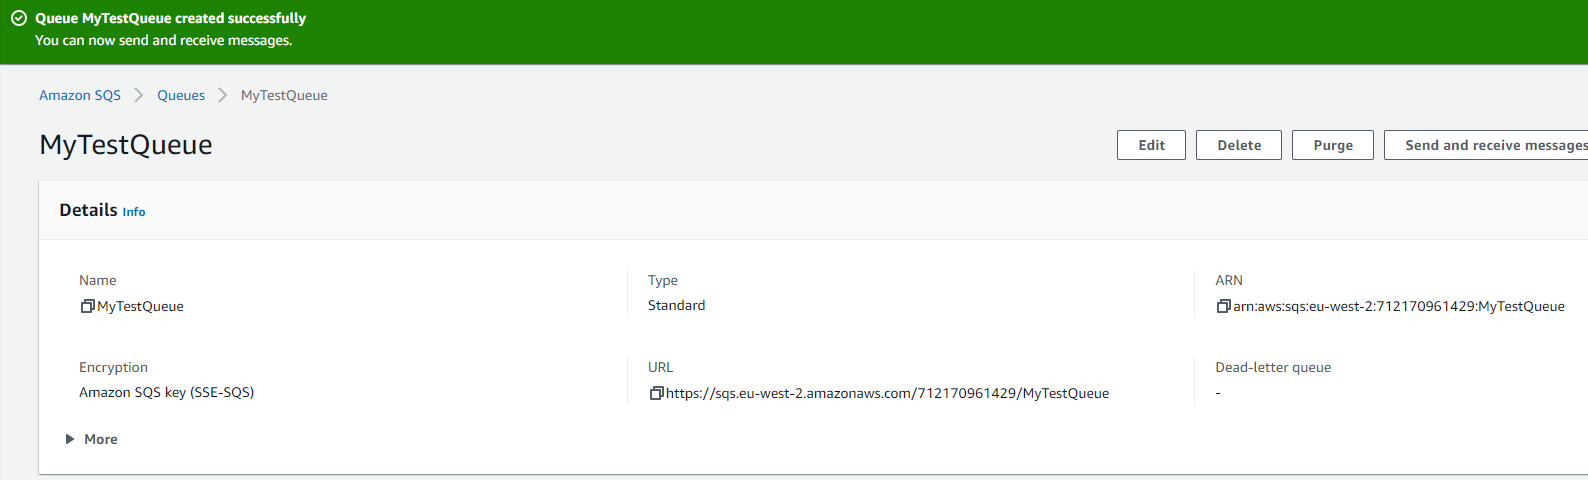 Queue MyTestQueue created successfully
You can now send and receive messages.
Amazon SQS > Queues > MyTestQueue
MyTestQueue
Edit Delete Purge Send and receive messages
Details Info
Name Type ARN
MyTestQueue Standard arn:aws:sqs:eu-west-2:712170961429:MyTestQueue
Encryption URL Dead-letter queue
Amazon SQS key (SSE-SQS) https://sqs.eu-west-2.amazonaws.com/712170961429/MyTestQueue -
More